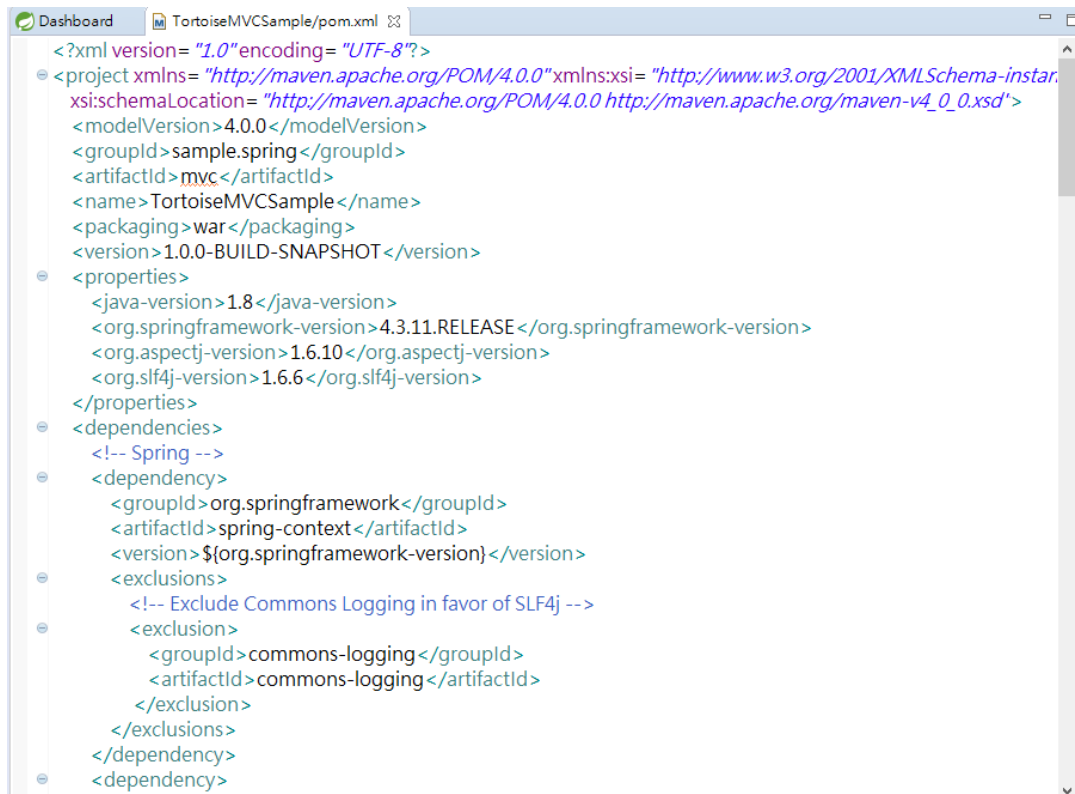 Dashboard
TortoiseMVCSample/pom.xml
<?xml version="1.0" encoding="UTF-8"?>
<project xmlns="http://maven.apache.org/POM/4.0.0" xmlns:xsi="http://www.w3.org/2001/XMLSchema-instan
xsi:schemaLocation="http://maven.apache.org/POM/4.0.0 http://maven.apache.org/maven-v4_0_0.xsd">
<modelVersion>4.0.0</modelVersion>
<groupId>sample.spring</groupId>
<artifactId>mvc</artifactId>
<name>TortoiseMVCSample</name>
<packaging>war</packaging>
<version>1.0.0-BUILD-SNAPSHOT</version>
<properties>
<java-version>1.8</java-version>
<org.springframework-version>4.3.11.RELEASE</org.springframework-version>
<org.aspectj-version>1.6.10</org.aspectj-version>
<org.slf4j-version>1.6.6</org.slf4j-version>
</properties>
<dependencies>
<!-- Spring -->
<dependency>
<groupId>org.springframework</groupId>
<artifactId>spring-context</artifactId>
<version>${org.springframework-version}</version>
<exclusions>
<!-- Exclude Commons Logging in favor of SLF4j -->
<exclusion>
<groupId>commons-logging</groupId>
<artifactId>commons-logging</artifactId>
</exclusion>
</exclusions>
</dependency>
<dependency>